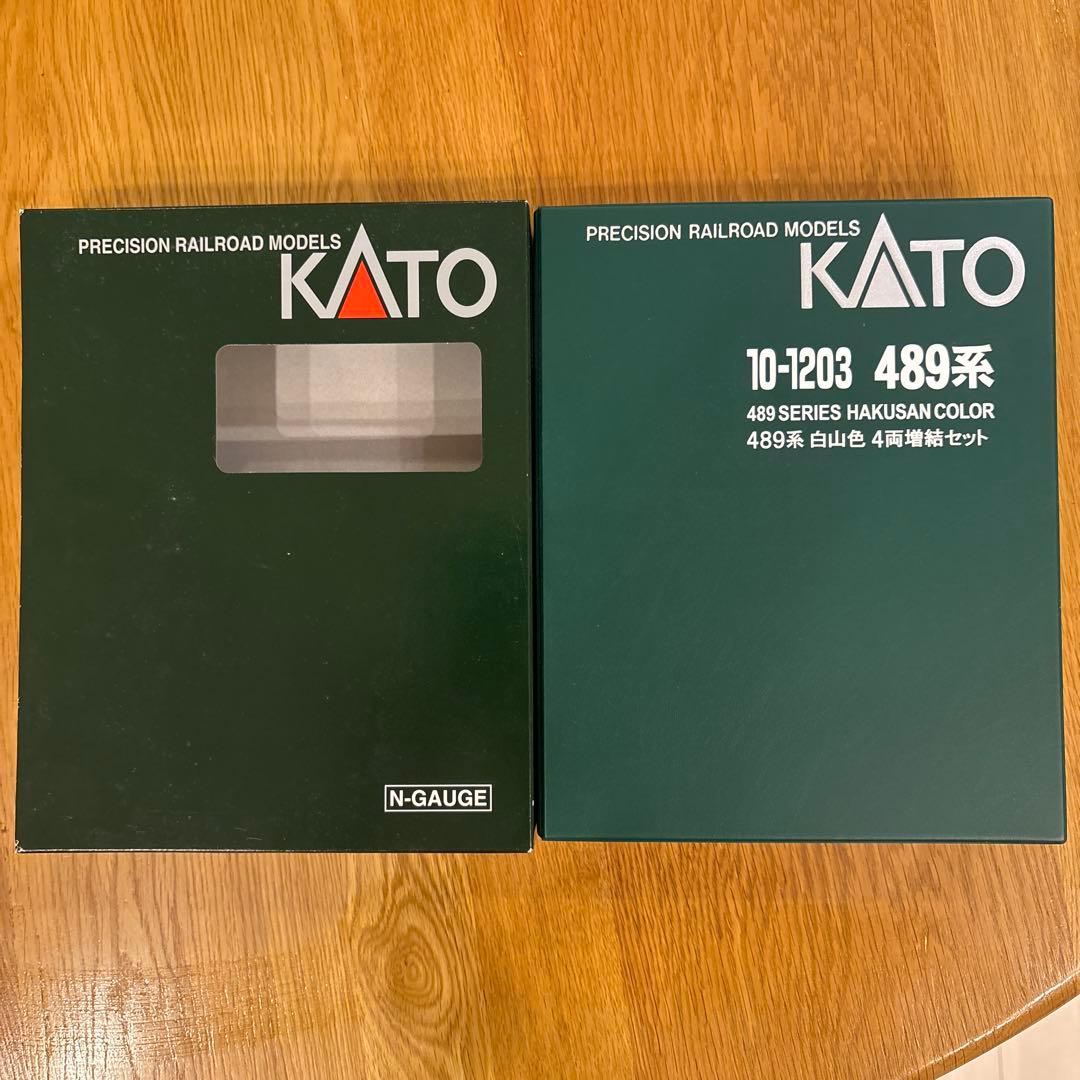 PRECISION RAILROAD MODELS
KATO
N-GAUGE
PRECISION RAILROAD MODELS
KATO
10-1203 489系
489 SERIES HAKUSAN COLOR
489系 白山色 4両増結セット